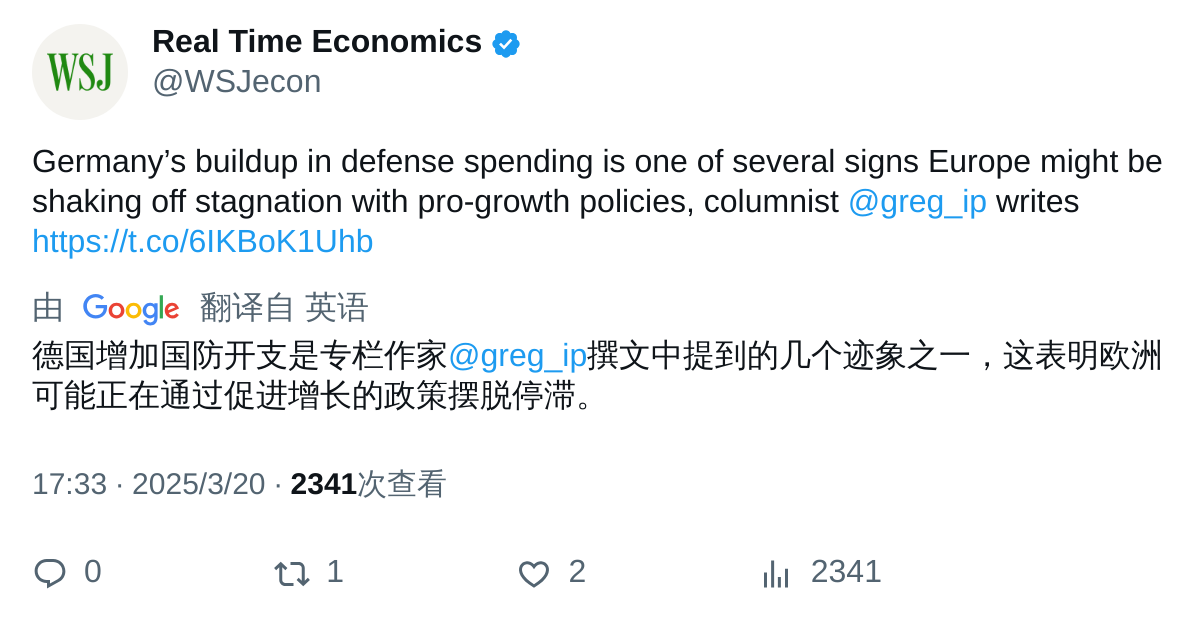 WSJ
Real Time Economics
@WSJecon
Germany’s buildup in defense spending is one of several signs Europe might be
shaking off stagnation with pro-growth policies, columnist @greg_ip writes
https://t.co/6IKBoK1Uhb
由 Google 翻译自 英语
德国增加国防开支是专栏作家@greg_ip撰文中提到的几个迹象之一，这表明欧洲
可能正在通过促进增长的政策摆脱停滞。
17:33 · 2025/3/20 · 2341次查看
0 1 2 2341